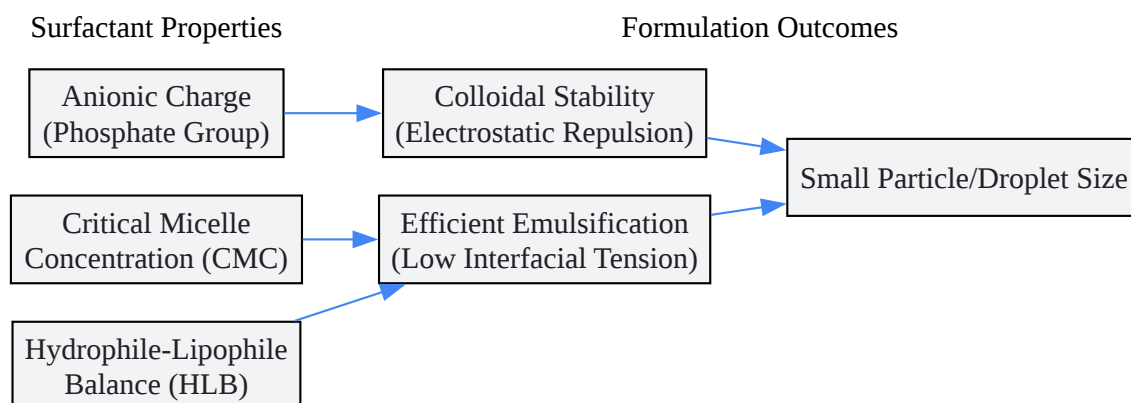 Surfactant Properties
Formulation Outcomes
Anionic Charge
(Phosphate Group)
Colloidal Stability
(Electrostatic Repulsion)
Small Particle/Droplet Size
Critical Micelle
Concentration (CMC)
Efficient Emulsification
(Low Interfacial Tension)
Hydrophile-Lipophile
Balance (HLB)